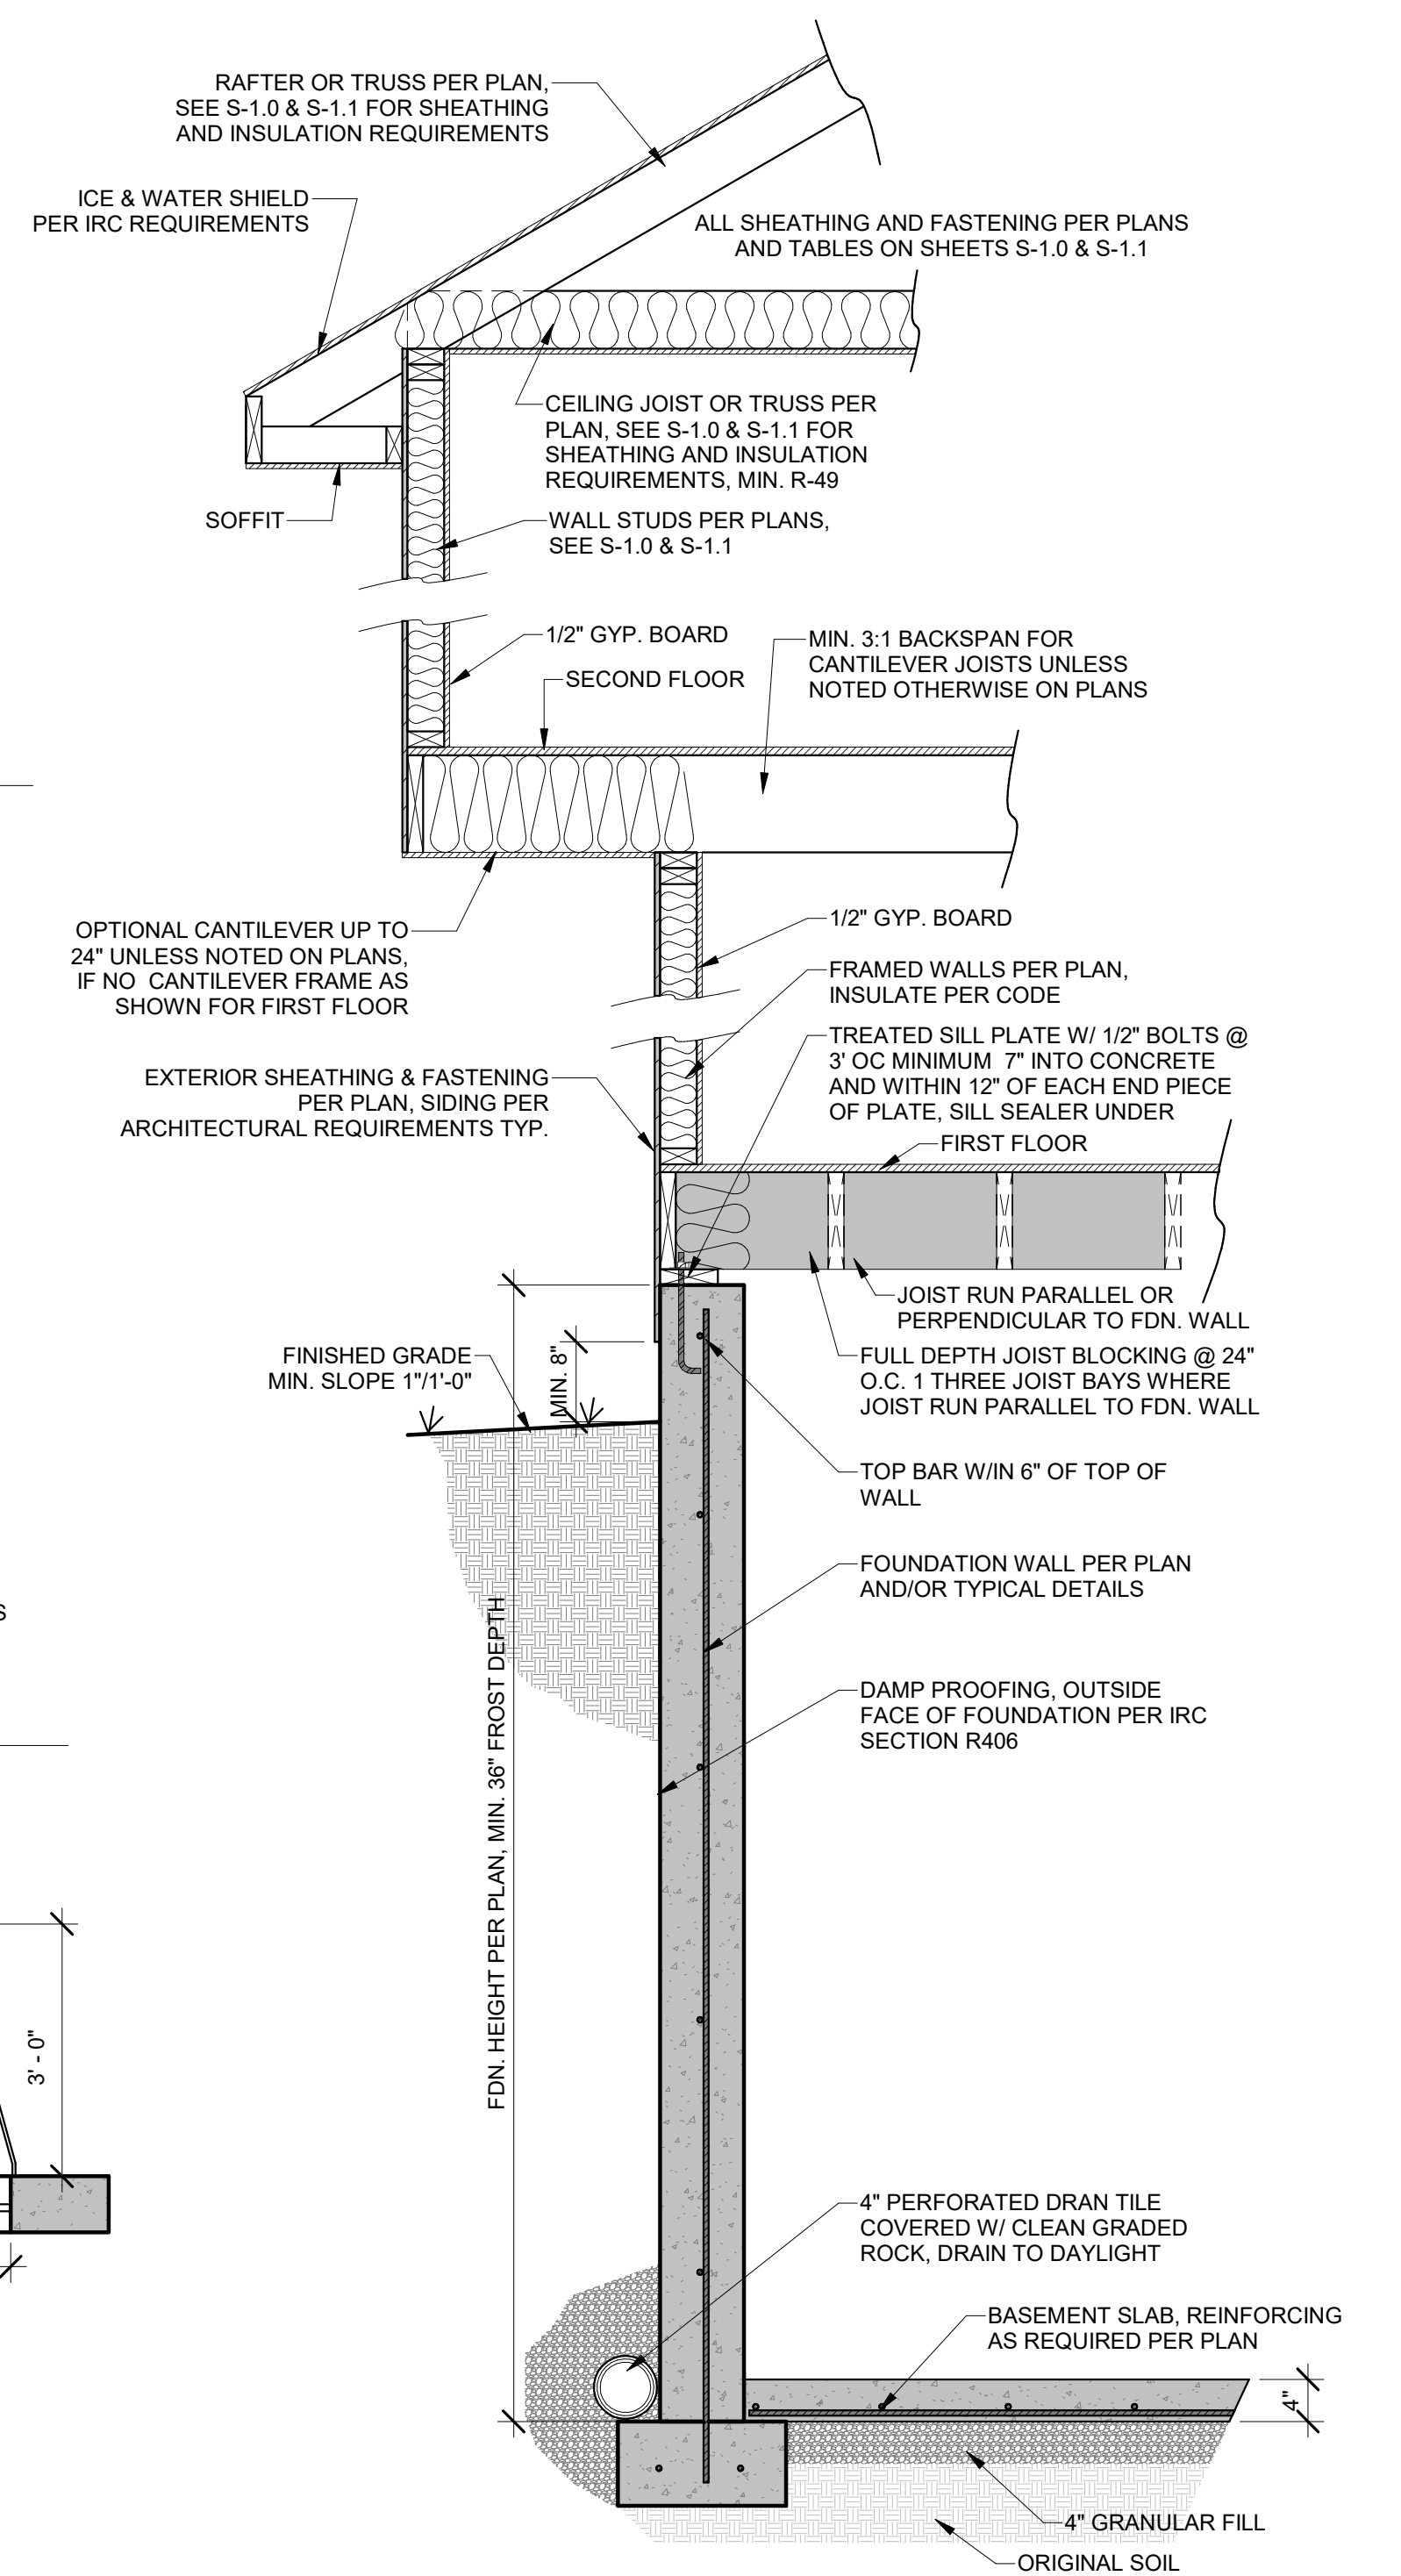 RAFTER OR TRUSS PER PLAN,
SEE S-1.0 & S-1.1 FOR SHEATHING
AND INSULATION REQUIREMENTS
ICE & WATER SHIELD
PER IRC REQUIREMENTS
ALL SHEATHING AND FASTENING PER PLANS
AND TABLES ON SHEETS S-1.0 & S-1.1
CEILING JOIST OR TRUSS PER
PLAN, SEE S-1.0 & S-1.1 FOR
SHEATHING AND INSULATION
REQUIREMENTS, MIN. R-49
SOFFIT
WALL STUDS PER PLANS,
SEE S-1.0 & S-1.1
1/2" GYP. BOARD
SECOND FLOOR
MIN. 3:1 BACKSPAN FOR
CANTILEVER JOISTS UNLESS
NOTED OTHERWISE ON PLANS
OPTIONAL CANTILEVER UP TO
24" UNLESS NOTED ON PLANS,
IF NO CANTILEVER FRAME AS
SHOWN FOR FIRST FLOOR
1/2" GYP. BOARD
FRAMED WALLS PER PLAN,
INSULATE PER CODE
TREATED SILL PLATE W/ 1/2" BOLTS @
3' OC MINIMUM 7" INTO CONCRETE
AND WITHIN 12" OF EACH END PIECE
OF PLATE, SILL SEALER UNDER
EXTERIOR SHEATHING & FASTENING
PER PLAN, SIDING PER
ARCHITECTURAL REQUIREMENTS TYP.
FIRST FLOOR
JOIST RUN PARALLEL OR
PERPENDICULAR TO FDN. WALL
FINISHED GRADE
MIN. SLOPE 1"/1'-0"
MIN. 8"
FULL DEPTH JOIST BLOCKING @ 24"
O.C. 1 THREE JOIST BAYS WHERE
JOIST RUN PARALLEL TO FDN. WALL
TOP BAR W/IN 6" OF TOP OF
WALL
FOUNDATION WALL PER PLAN
AND/OR TYPICAL DETAILS
S
FDN. HEIGHT PER PLAN, MIN. 36" FROST DEPTH
DAMP PROOFING, OUTSIDE
FACE OF FOUNDATION PER IRC
SECTION R406
3' - 0"
4" PERFORATED DRAN TILE
COVERED W/ CLEAN GRADED
ROCK, DRAIN TO DAYLIGHT
BASEMENT SLAB, REINFORCING
AS REQUIRED PER PLAN
4"
4" GRANULAR FILL
ORIGINAL SOIL